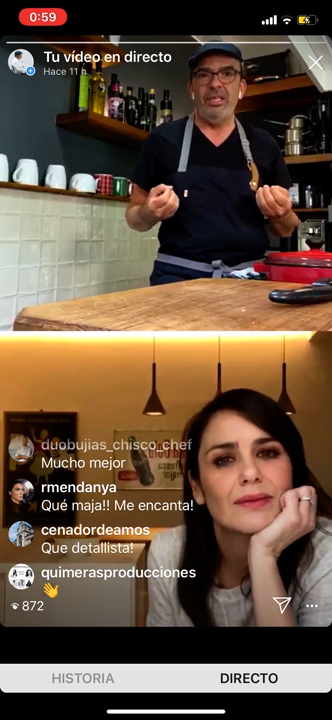 0:59
Tu vídeo en directo
Hace 11 h
duobujias_chisco_chef
Mucho mejor
rmendanya
Qué maja!! Me encanta!
cenadordeamos
Que detallista!
quimerasproducciones
👋
872
HISTORIA
DIRECTO